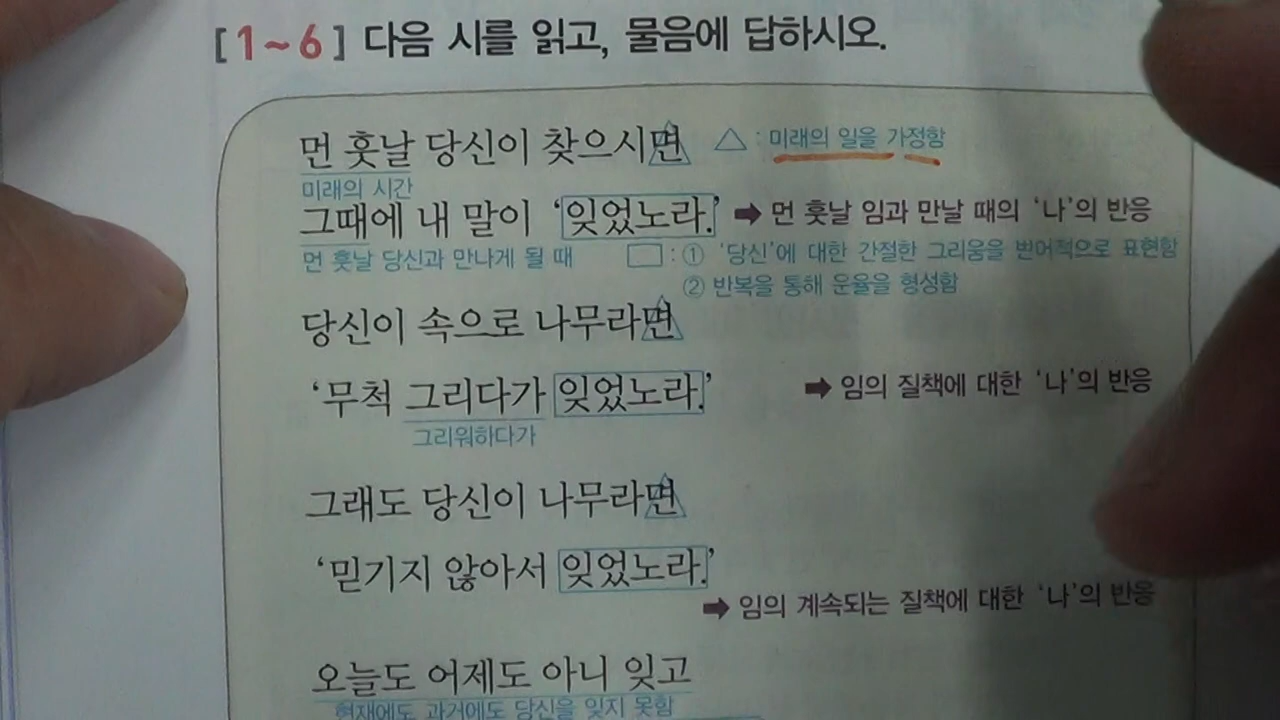 [1~6] 다음 시를 읽고, 물음에 답하시오.
먼 훗날 당신이 찾으시면 △ : 미래의 일을 가정함
미래의 시간
그때에 내 말이 ‘잊었노라.’ ➡ 먼 훗날 임과 만날 때의 ‘나’의 반응
먼 훗날 당신과 만나게 될 때 □ : ① ‘당신’에 대한 간절한 그리움을 반어적으로 표현함
② 반복을 통해 운율을 형성함
당신이 속으로 나무라면
‘무척 그리다가 잊었노라.’ ➡ 임의 질책에 대한 ‘나’의 반응
그리워하다가
그래도 당신이 나무라면
‘믿기지 않아서 잊었노라.’
➡ 임의 계속되는 질책에 대한 ‘나’의 반응
오늘도 어제도 아니 잊고
현재에도 과거에도 당신을 잊지 못함